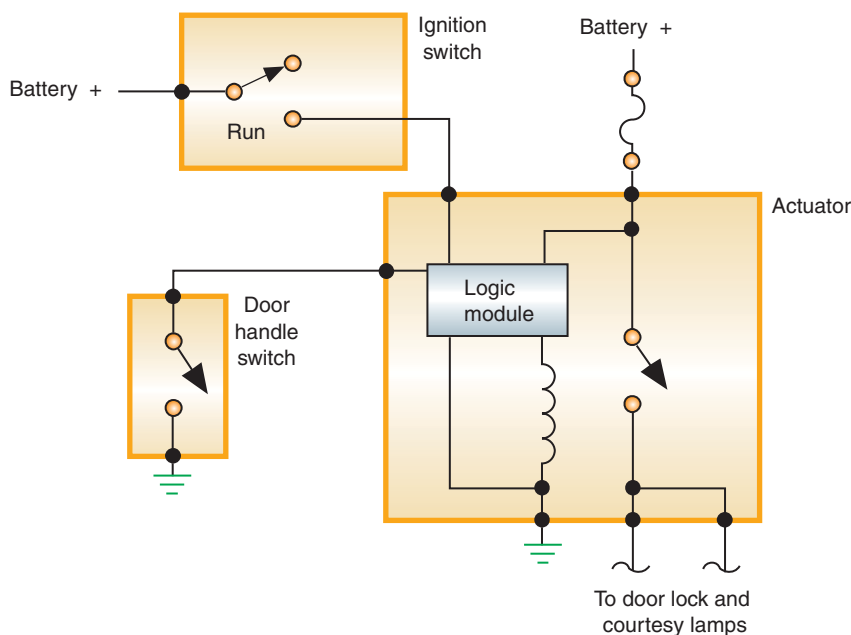 Ignition
switch
Battery +
Battery +
Run
Actuator
Logic
module
Door
handle
switch
To door lock and
courtesy lamps